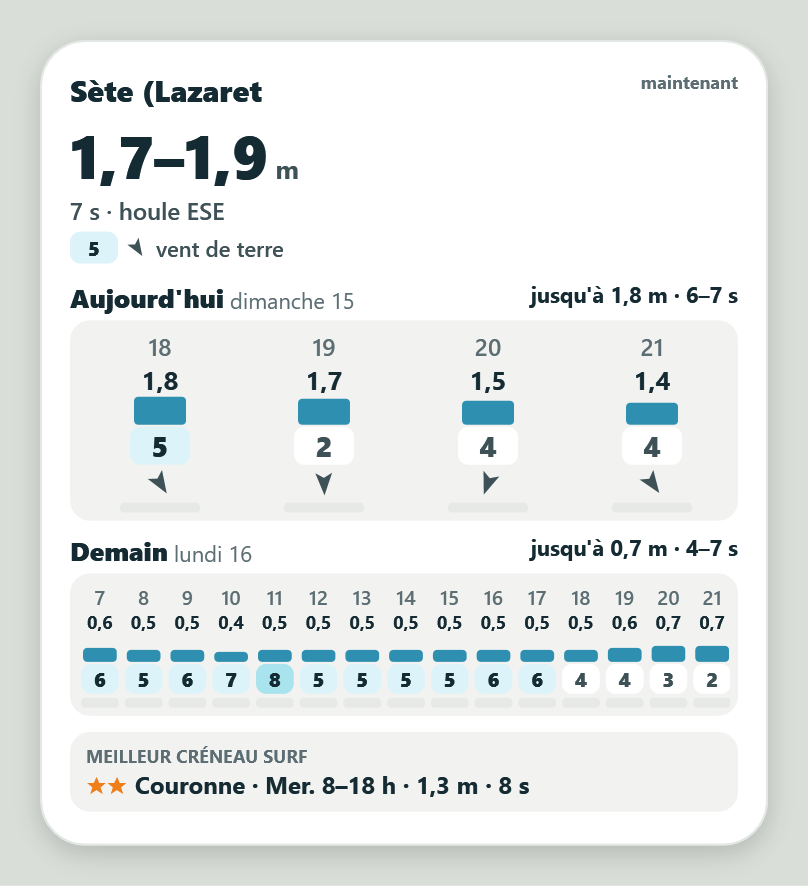 Sète (Lazaret
maintenant
1,7–1,9 m
7 s · houle ESE
5 vent de terre
Aujourd'hui dimanche 15 jusqu'à 1,8 m · 6–7 s
18 19 20 21
1,8 1,7 1,5 1,4
5 2 4 4
Demain lundi 16 jusqu'à 0,7 m · 4–7 s
7 8 9 10 11 12 13 14 15 16 17 18 19 20 21
0,6 0,5 0,5 0,4 0,5 0,5 0,5 0,5 0,5 0,5 0,5 0,5 0,6 0,7 0,7
6 5 6 7 8 5 5 5 5 6 6 4 4 3 2
MEILLEUR CRÉNEAU SURF
★★ Couronne · Mer. 8–18 h · 1,3 m · 8 s